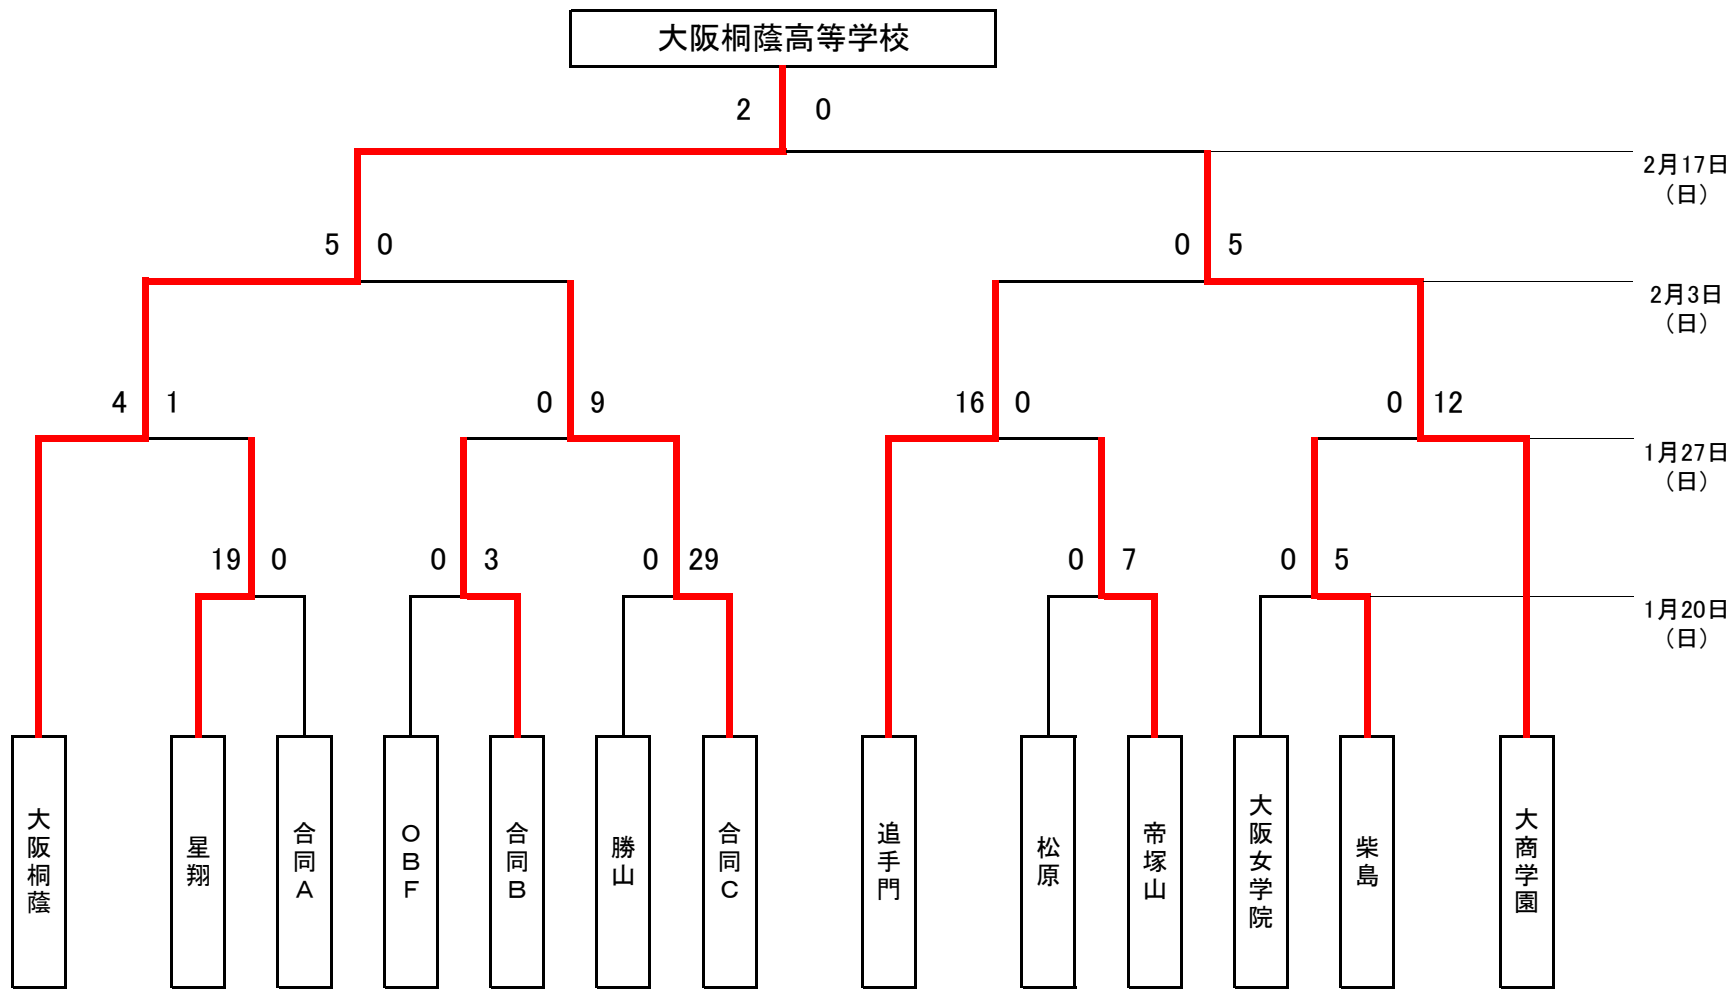 大阪桐蔭高等学校
2 0
2月17日
（日）
5 0 0 5
2月3日
（日）
4 1 0 9 16 0 0 12
1月27日
（日）
19 0 0 3 0 29 0 7 0 5
1月20日
（日）
大阪桐蔭
星翔
合同A
OBF
合同B
勝山
合同C
追手門
松原
帝塚山
大阪女学院
柴島
大商学園